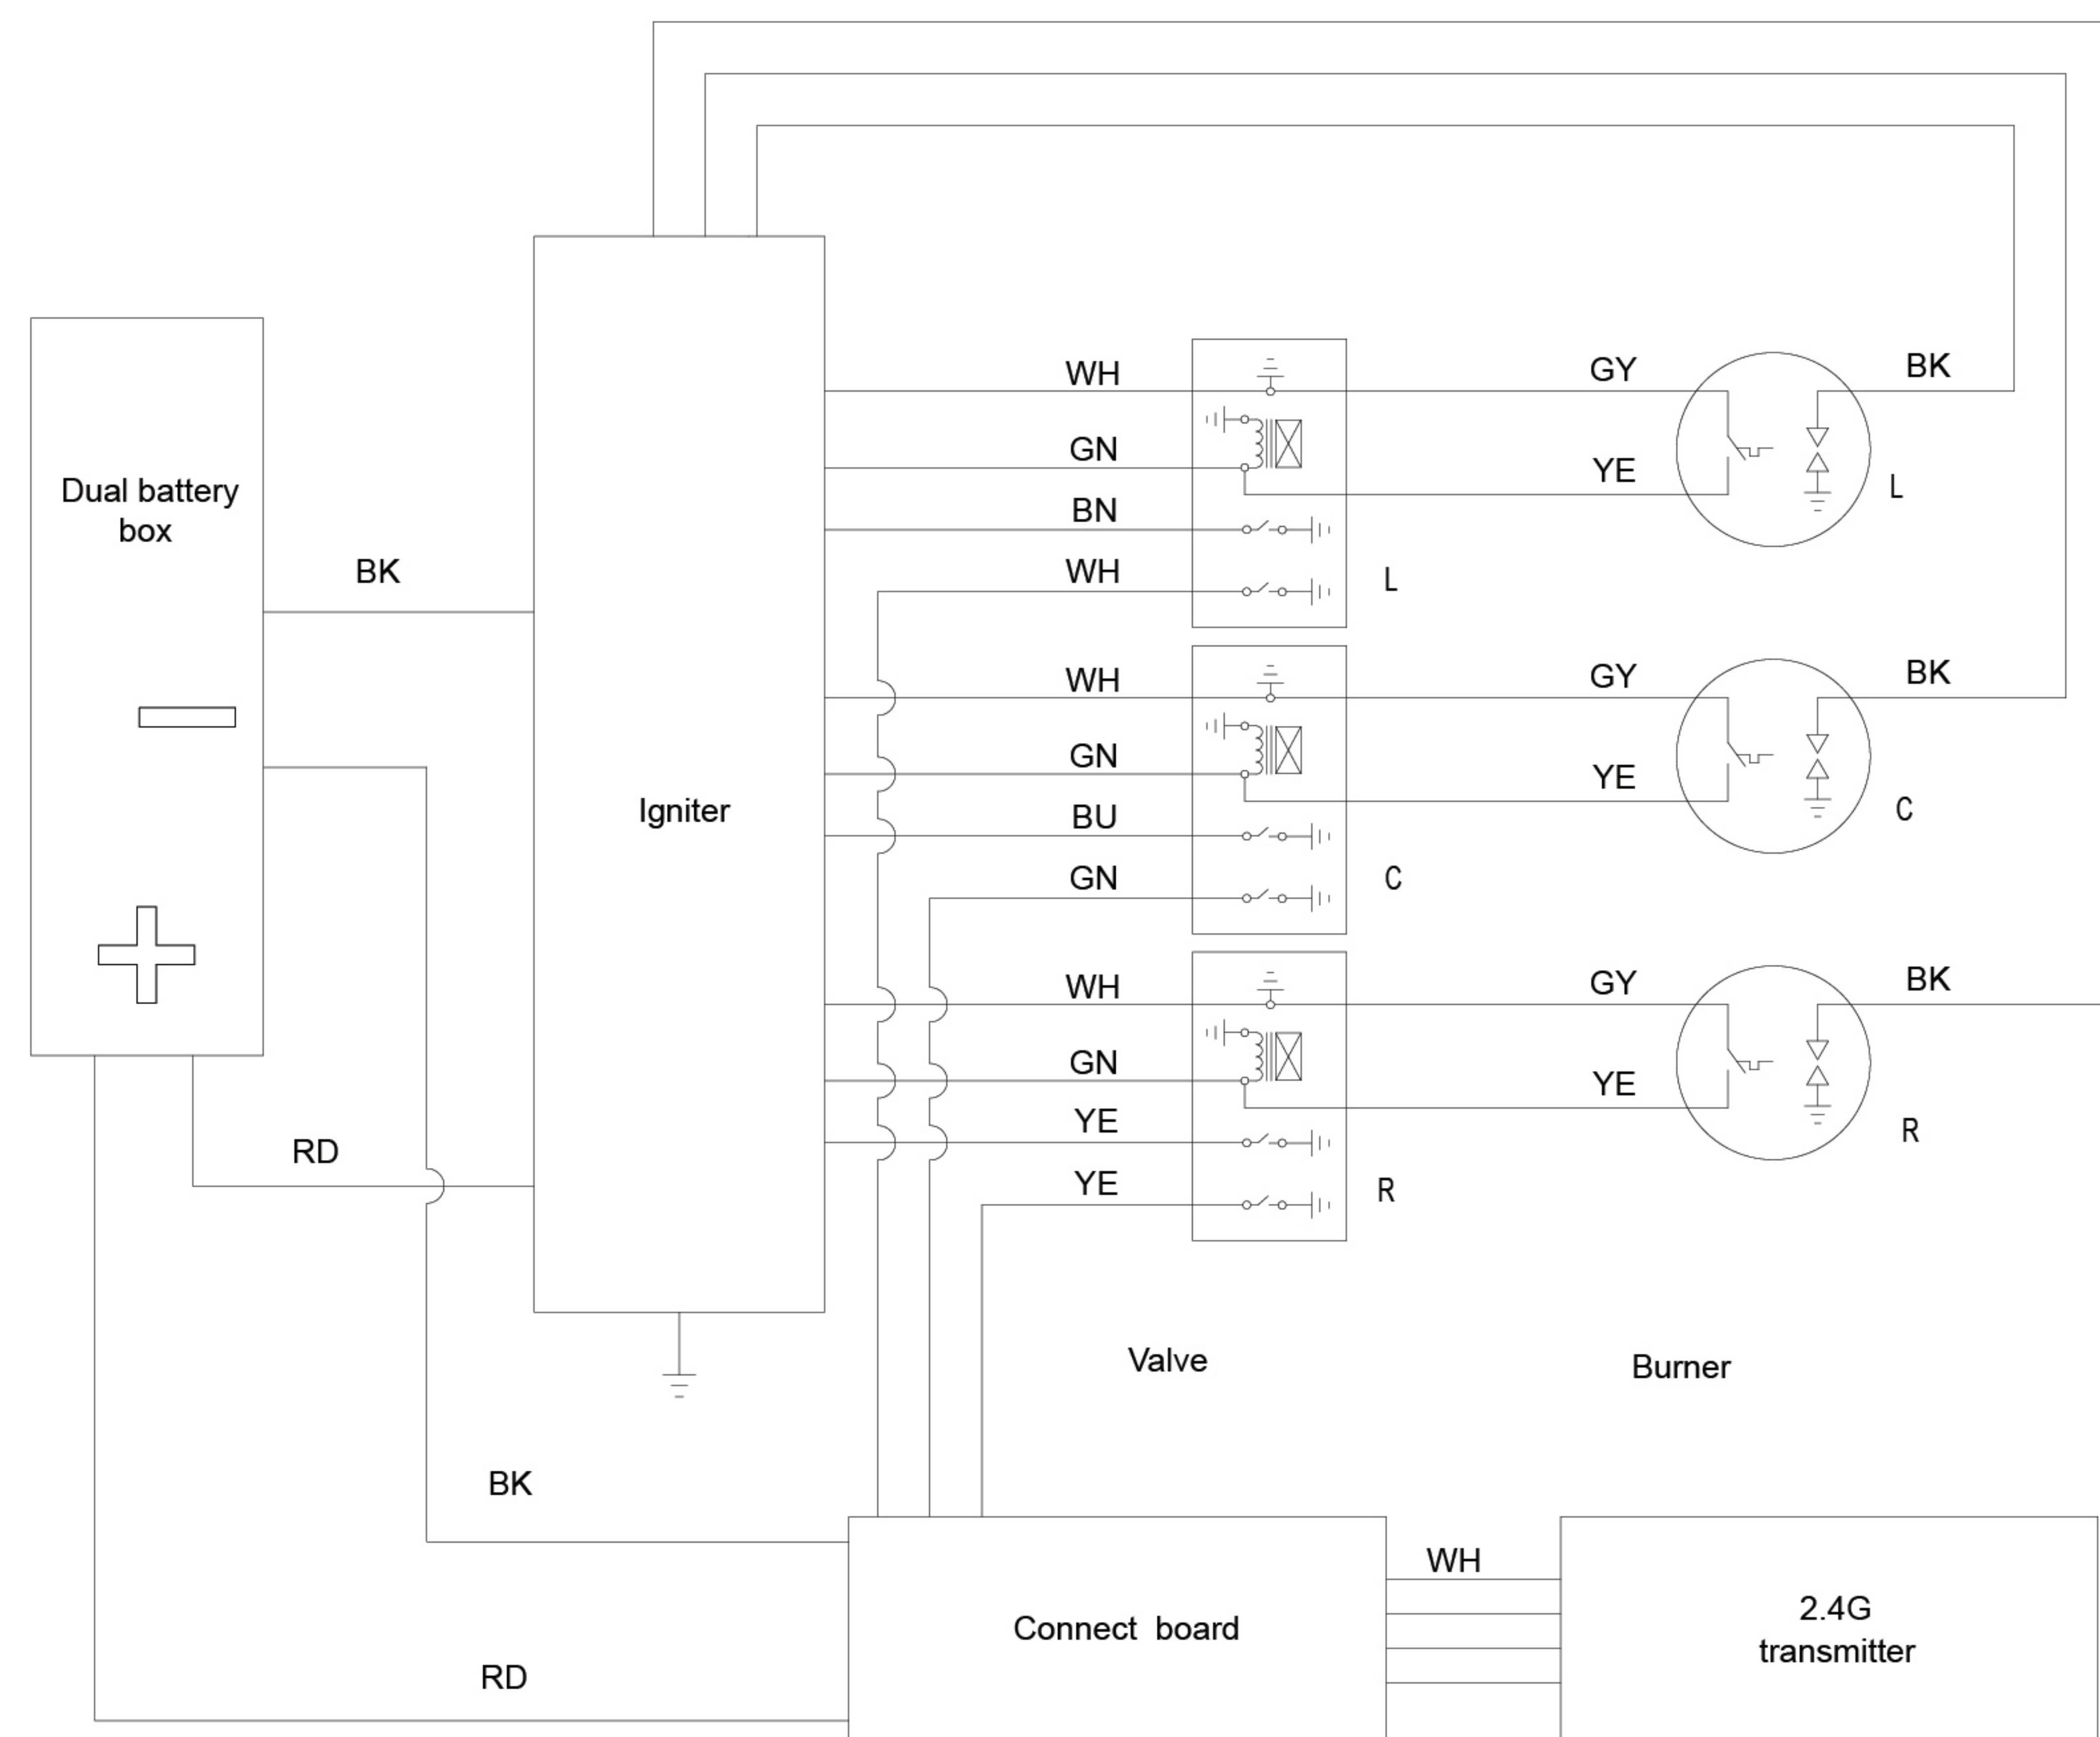 WH
GY
BK
GN
YE
L
Dual battery
box
BN
BK
WH
L
WH
GY
BK
GN
YE
Igniter
BU
C
GN
C
WH
GY
BK
GN
YE
YE
R
RD
YE
R
Valve
Burner
BK
WH
2.4G
Connect board
transmitter
RD